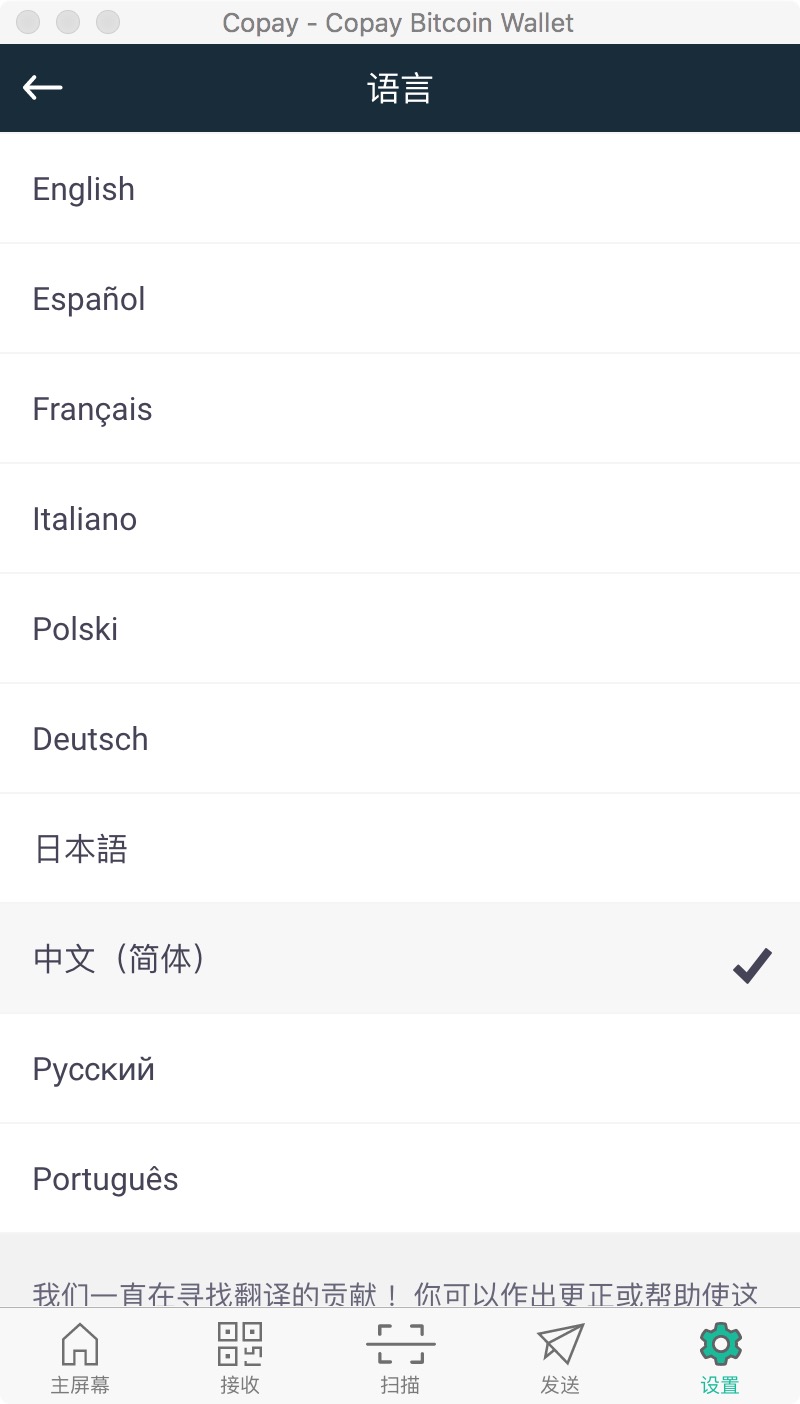 Copay - Copay Bitcoin Wallet
语言
English
Español
Français
Italiano
Polski
Deutsch
日本語
中文（简体）
Русский
Português
我们一直在寻找翻译的贡献！你可以作出更正或帮助使这
主屏幕
接收
扫描
发送
设置